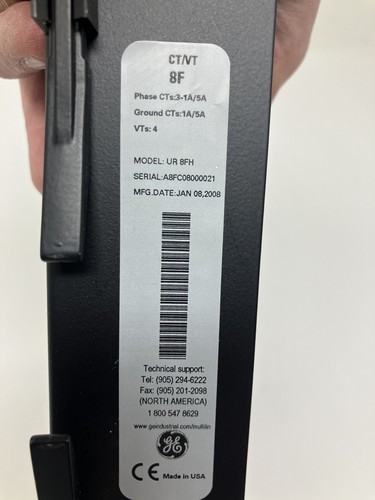 CT/VT
8F
Phase CTs:3-1A/5A
Ground CTs:1A/5A
VTs: 4
MODEL: UR 8FH
SERIAL:A8FC08000021
MFG.DATE:JAN 08,2008
Technical support:
Tel: (905) 294-6222
Fax: (905) 201-2098
(NORTH AMERICA)
1 800 547 8629
www.geindustrial.com/multilin
GE
CE Made in USA